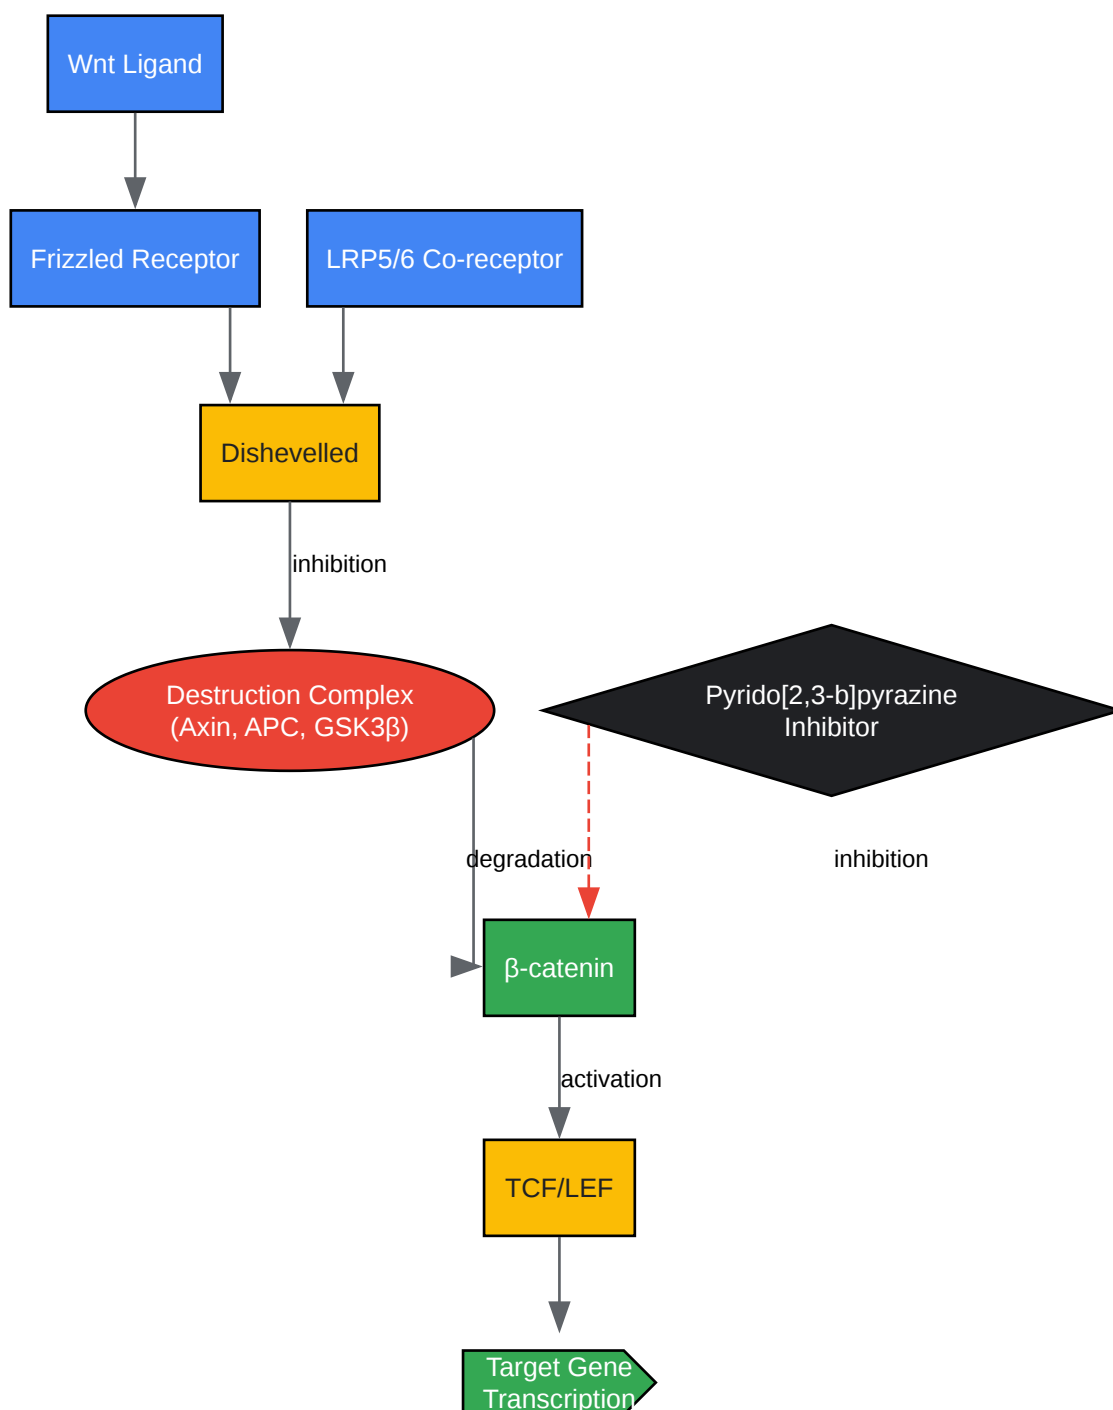 Wnt Ligand
Frizzled Receptor
LRP5/6 Co-receptor
Dishevelled
inhibition
Destruction Complex
(Axin, APC, GSK3β)
Pyrido[2,3-b]pyrazine
Inhibitor
degradation
inhibition
β-catenin
activation
TCF/LEF
Target Gene
Transcription